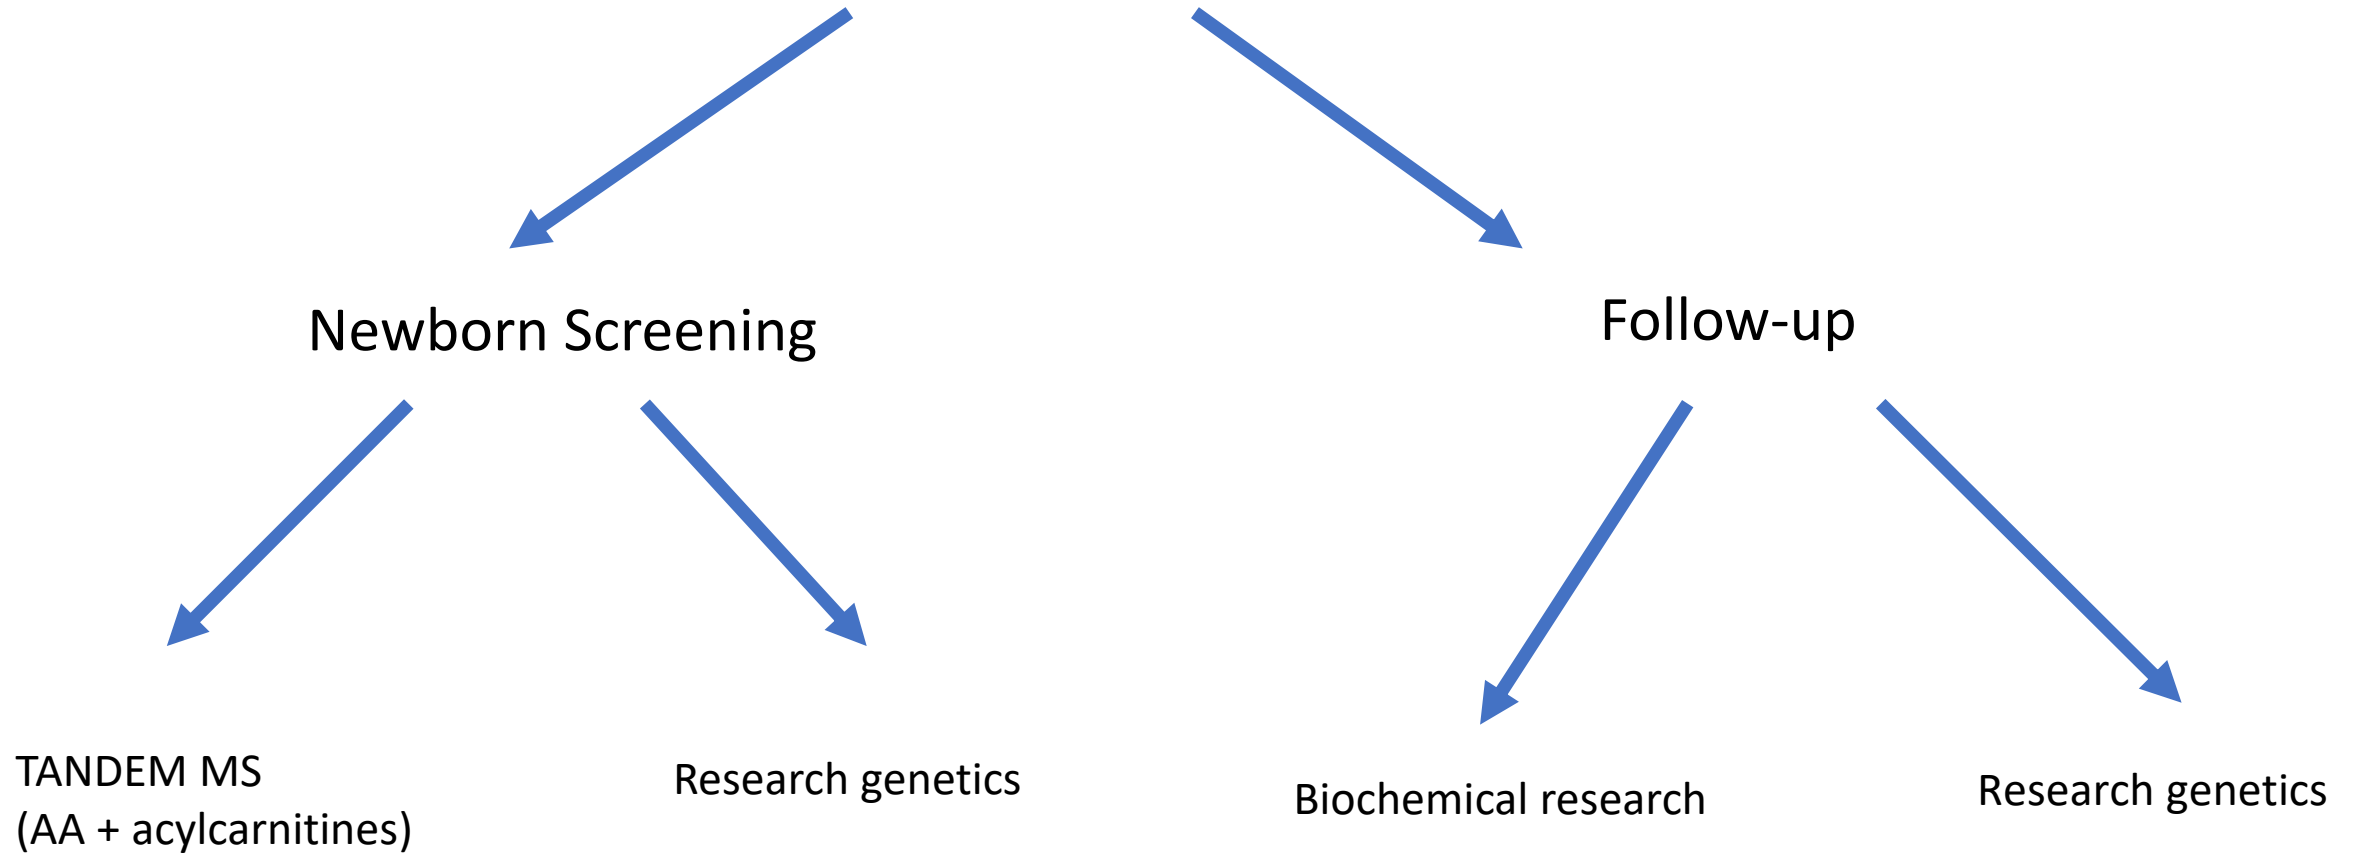 Newborn Screening
Follow-up
TANDEM MS
(AA + acylcarnitines)
Research genetics
Biochemical research
Research genetics